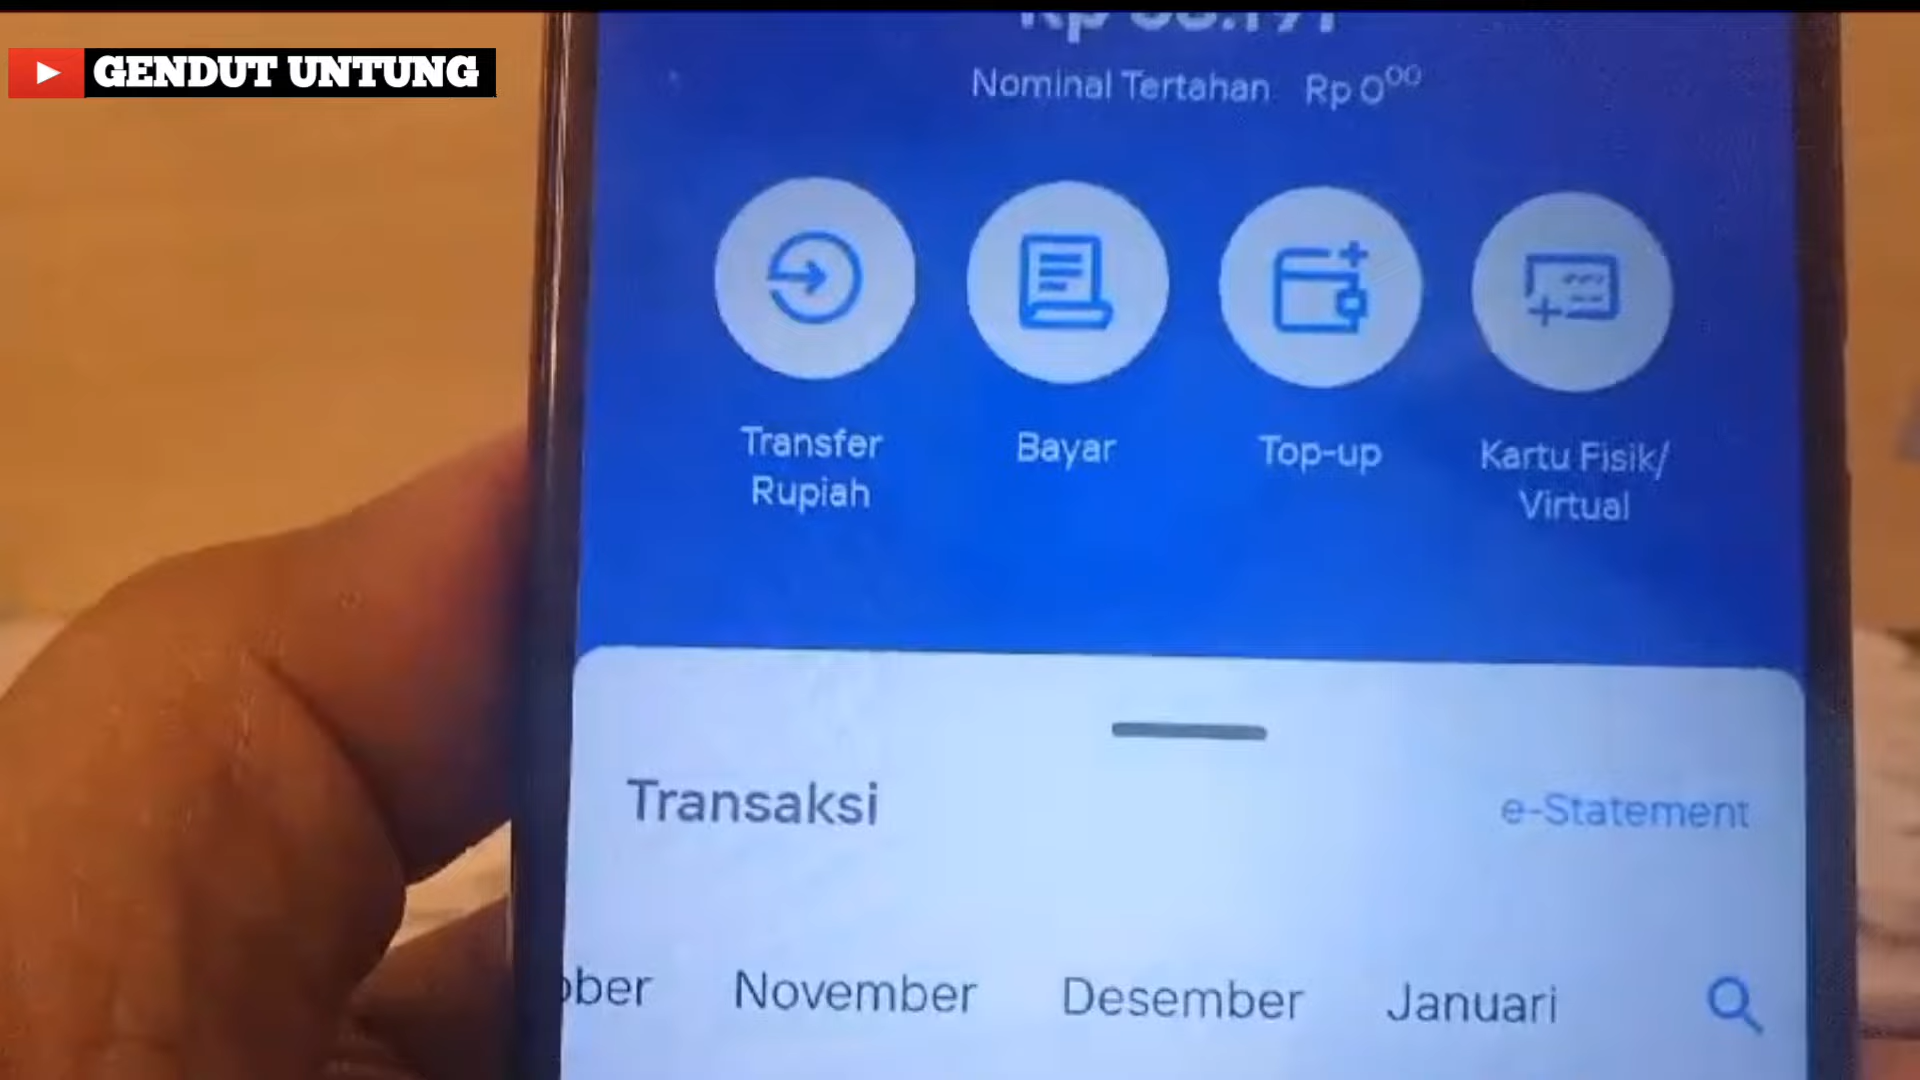 GENDUT UNTUNG
Rp
Nominal Tertahan Rp 0⁰⁰
Transfer
Rupiah
Bayar
Top-up
Kartu Fisik/
Virtual
Transaksi
e-Statement
ober November Desember Januari